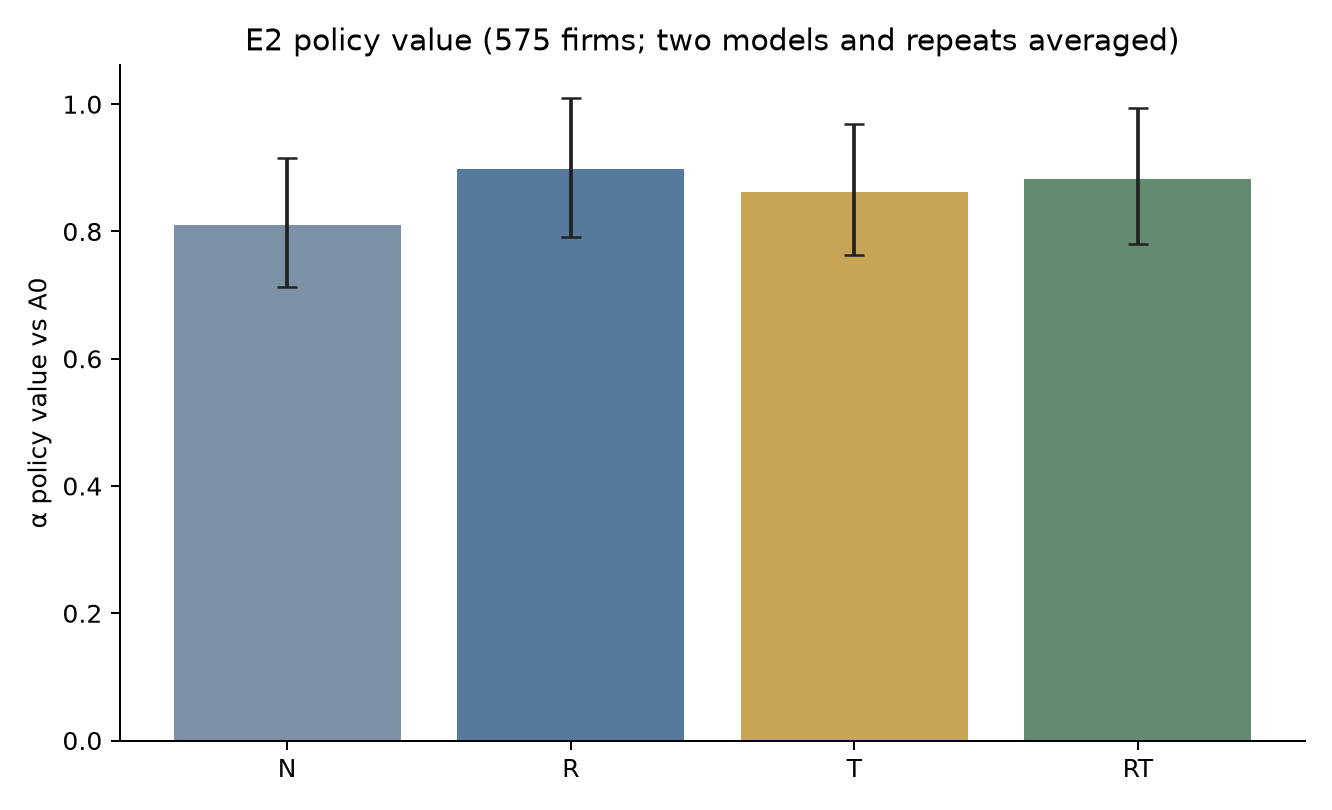 E2 policy value (575 firms; two models and repeats averaged)
α policy value vs A0
1.0
0.8
0.6
0.4
0.2
0.0
N
R
T
RT